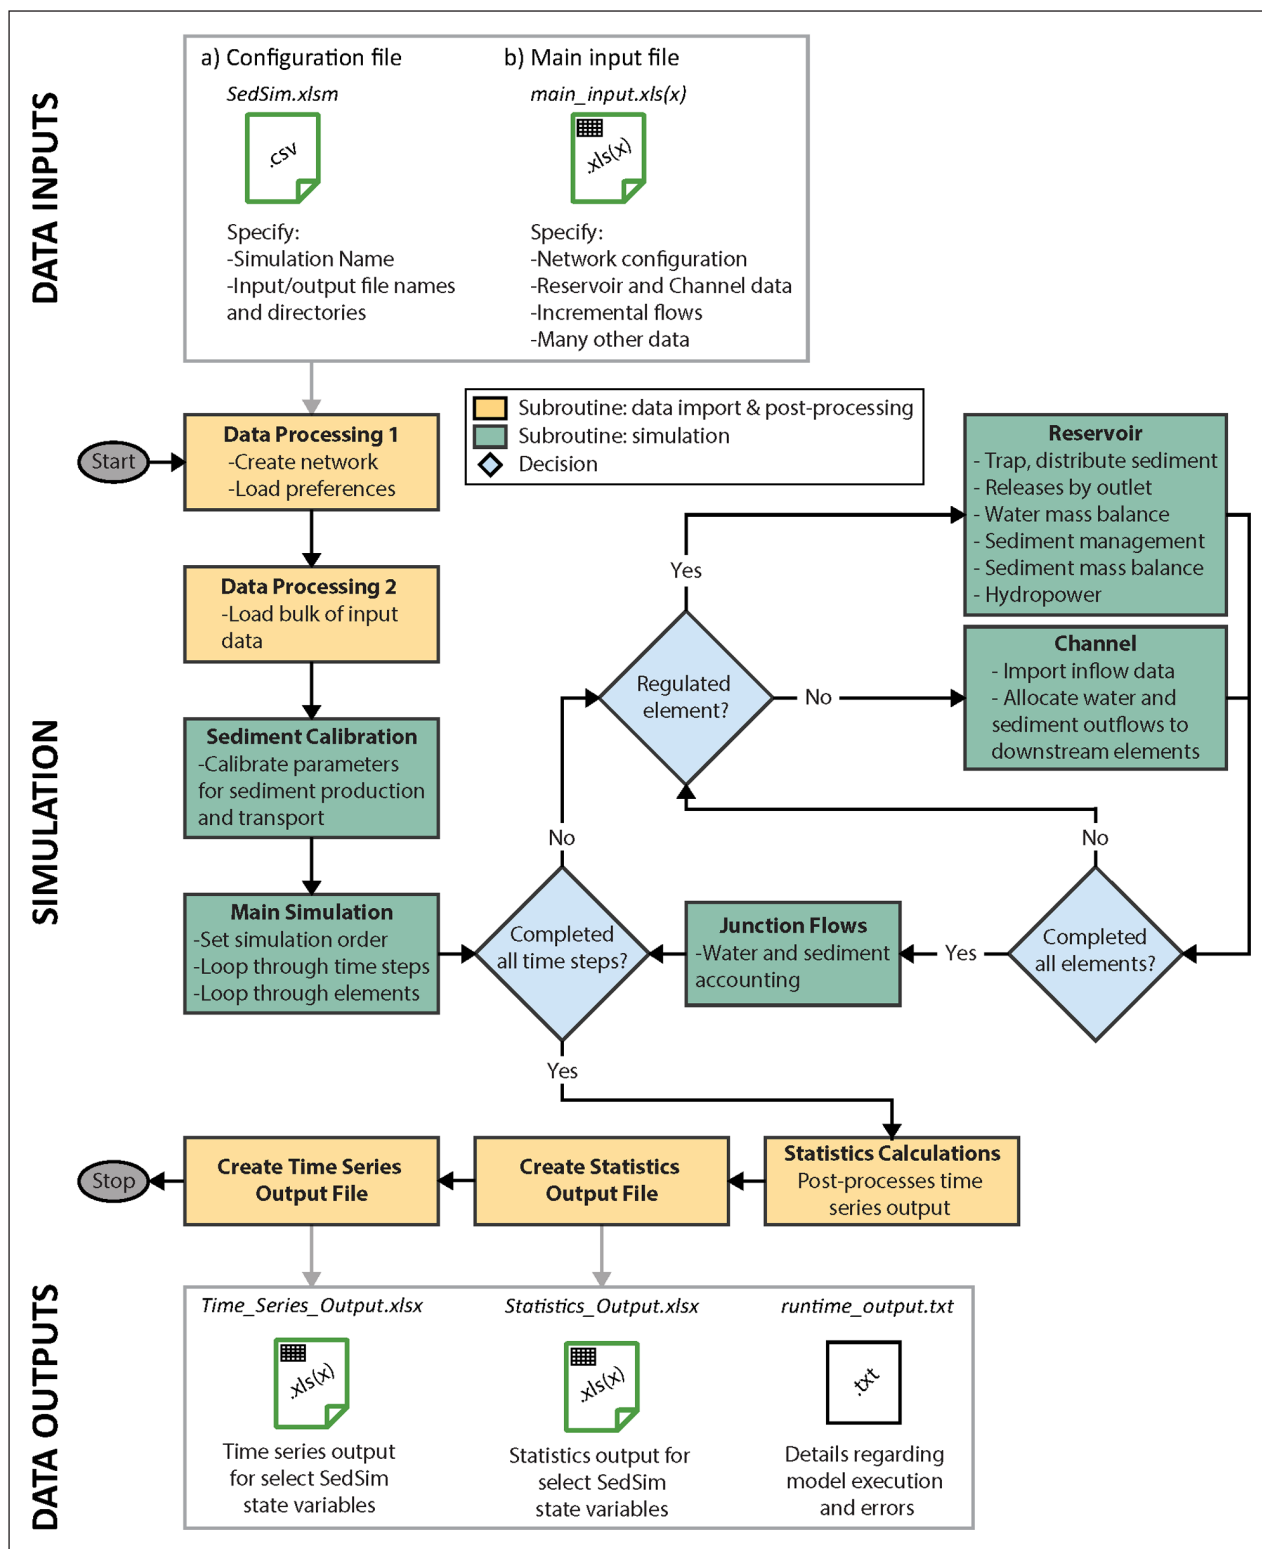 DATA INPUTS
a) Configuration file
SedSim.xlsm
.csv
Specify:
-Simulation Name
-Input/output file names
and directories
b) Main input file
main_input.xls(x)
.xls(x)
Specify:
-Network configuration
-Reservoir and Channel data
-Incremental flows
-Many other data
Subroutine: data import & post-processing
Subroutine: simulation
Decision
SIMULATION
Start
Data Processing 1
-Create network
-Load preferences
Data Processing 2
-Load bulk of input
data
Sediment Calibration
-Calibrate parameters
for sediment production
and transport
Main Simulation
-Set simulation order
-Loop through time steps
-Loop through elements
Completed
all time steps?
No
Yes
Regulated
element?
Yes
No
Reservoir
- Trap, distribute sediment
- Releases by outlet
- Water mass balance
- Sediment management
- Sediment mass balance
- Hydropower
Channel
- Import inflow data
- Allocate water and
sediment outflows to
downstream elements
Completed
all elements?
No
Yes
Junction Flows
-Water and sediment
accounting
Statistics Calculations
Post-processes time
series output
Create Statistics
Output File
Create Time Series
Output File
Stop
DATA OUTPUTS
Time_Series_Output.xlsx
.xls(x)
Time series output
for select SedSim
state variables
Statistics_Output.xlsx
.xls(x)
Statistics output for
select SedSim
state variables
runtime_output.txt
.txt
Details regarding
model execution
and errors